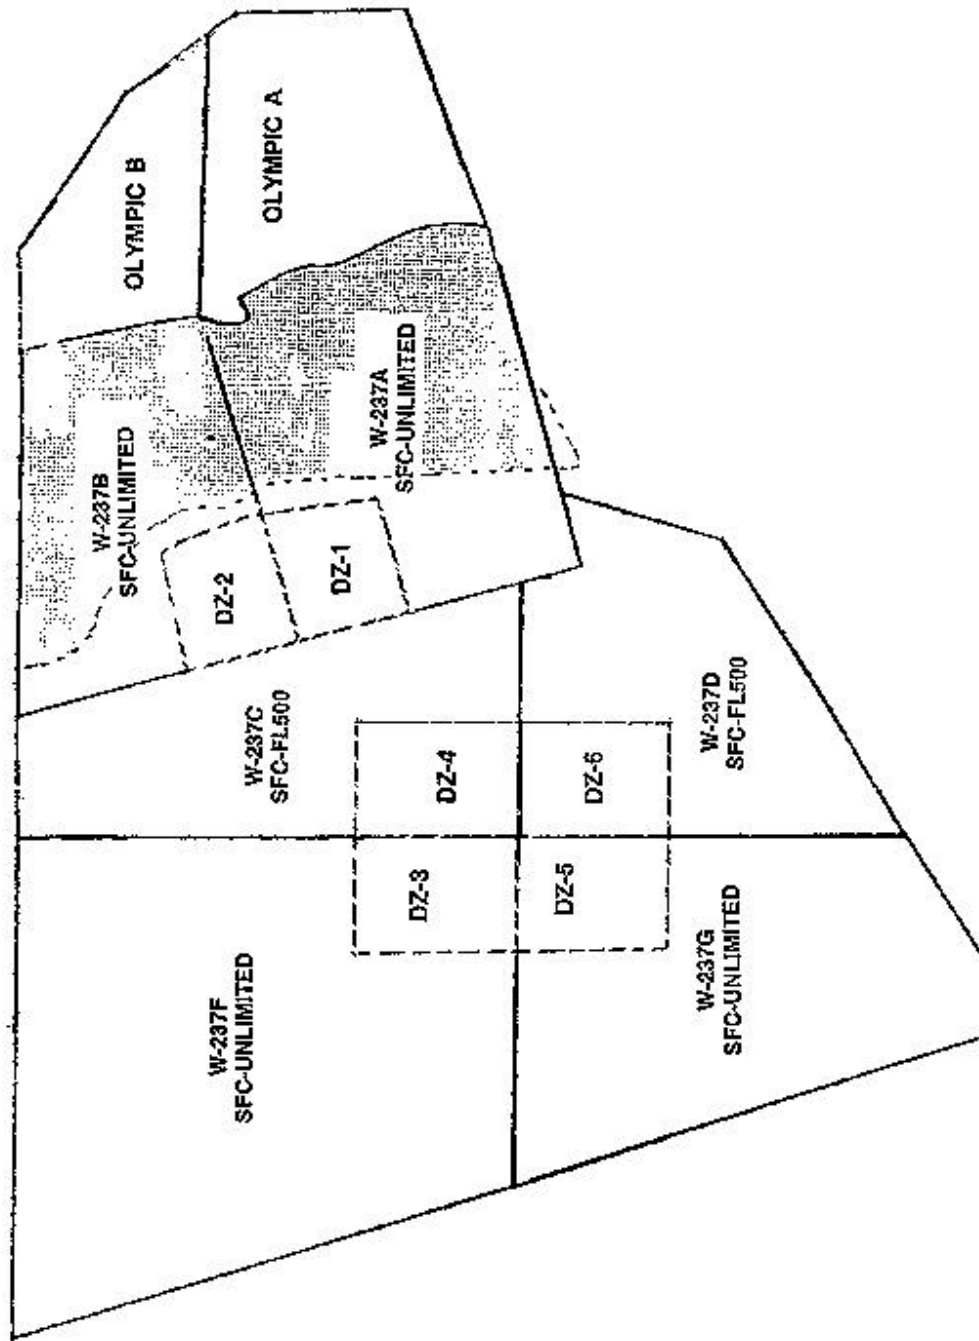 OLYMPIC B
OLYMPIC A
W-237B
SFC-UNLIMITED
W-237A
SFC-UNLIMITED
DZ-2
DZ-1
W-237C
SFC-FL500
W-237D
SFC-FL500
DZ-4
DZ-6
DZ-3
DZ-5
W-237F
SFC-UNLIMITED
W-237G
SFC-UNLIMITED